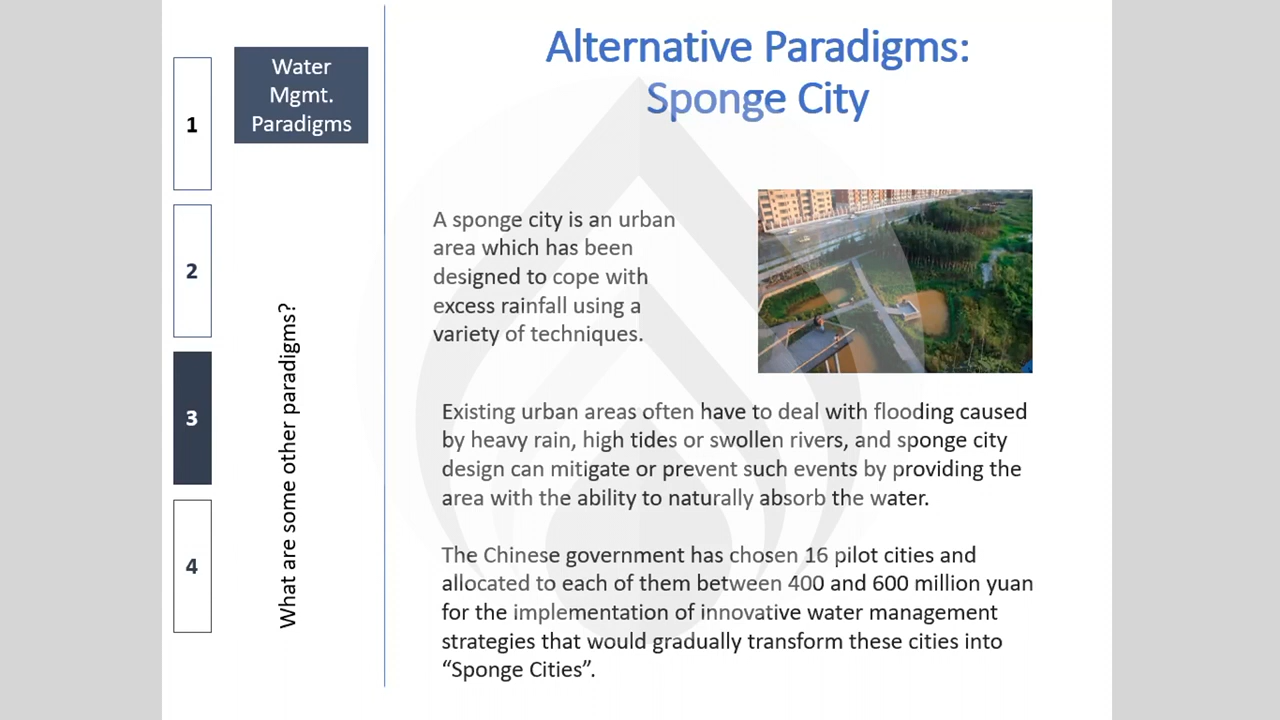 Alternative Paradigms:
Sponge City
Water
Mgmt.
Paradigms
1
2
3
4
What are some other paradigms?
A sponge city is an urban
area which has been
designed to cope with
excess rainfall using a
variety of techniques.
Existing urban areas often have to deal with flooding caused
by heavy rain, high tides or swollen rivers, and sponge city
design can mitigate or prevent such events by providing the
area with the ability to naturally absorb the water.
The Chinese government has chosen 16 pilot cities and
allocated to each of them between 400 and 600 million yuan
for the implementation of innovative water management
strategies that would gradually transform these cities into
“Sponge Cities”.